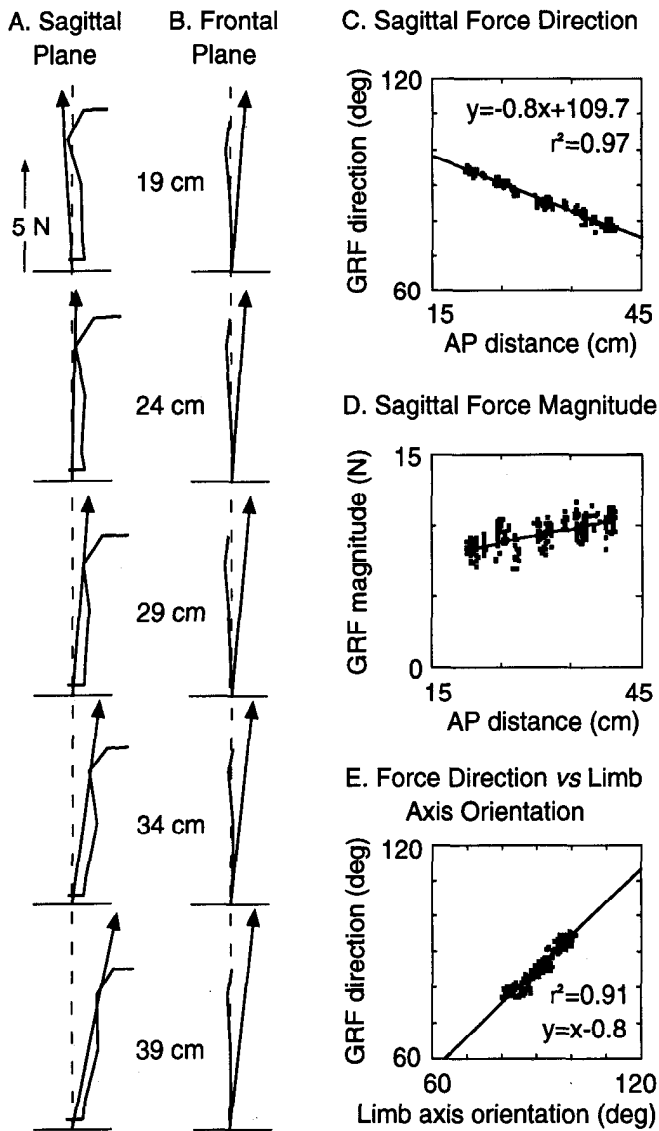 A. Sagittal
Plane
B. Frontal
Plane
5 N
19 cm
24 cm
29 cm
34 cm
39 cm
C. Sagittal Force Direction
GRF direction (deg)
120
60
y=-0.8x+109.7
r²=0.97
15
45
AP distance (cm)
D. Sagittal Force Magnitude
GRF magnitude (N)
15
0
15
45
AP distance (cm)
E. Force Direction vs Limb
Axis Orientation
GRF direction (deg)
120
60
r²=0.91
y=x-0.8
60
120
Limb axis orientation (deg)